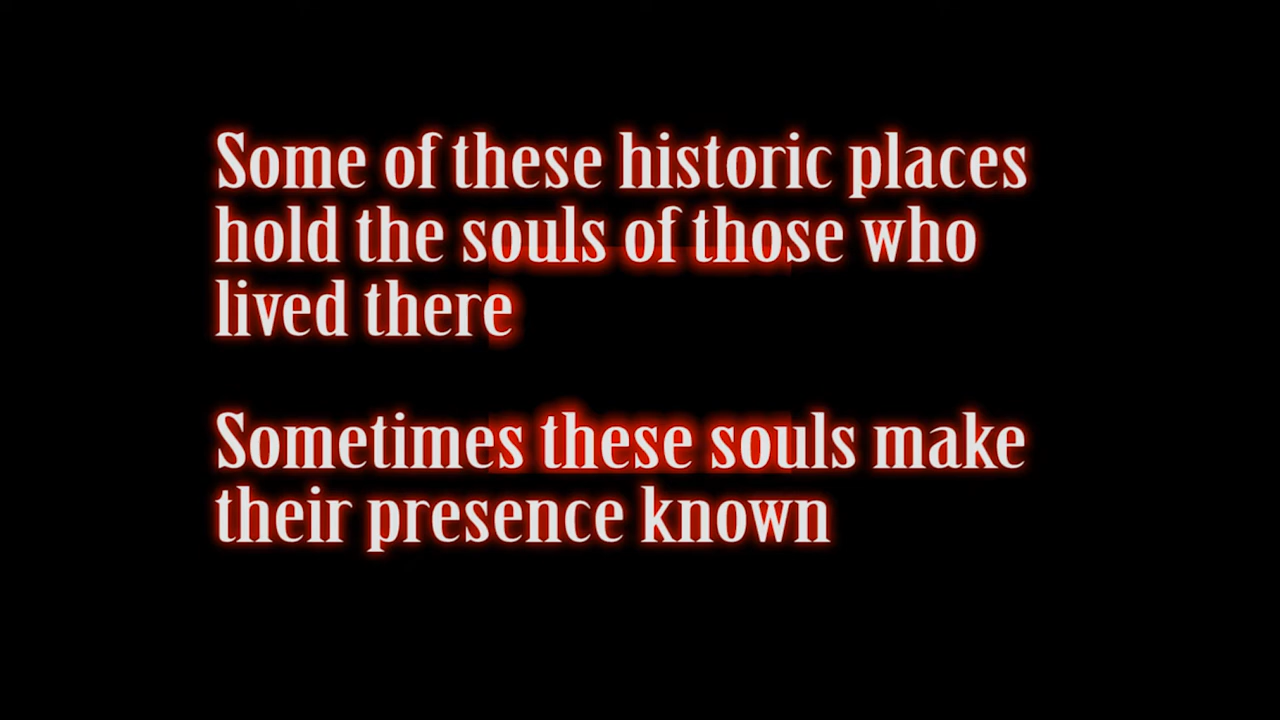 Some of these historic places
hold the souls of those who
lived there
Sometimes these souls make
their presence known